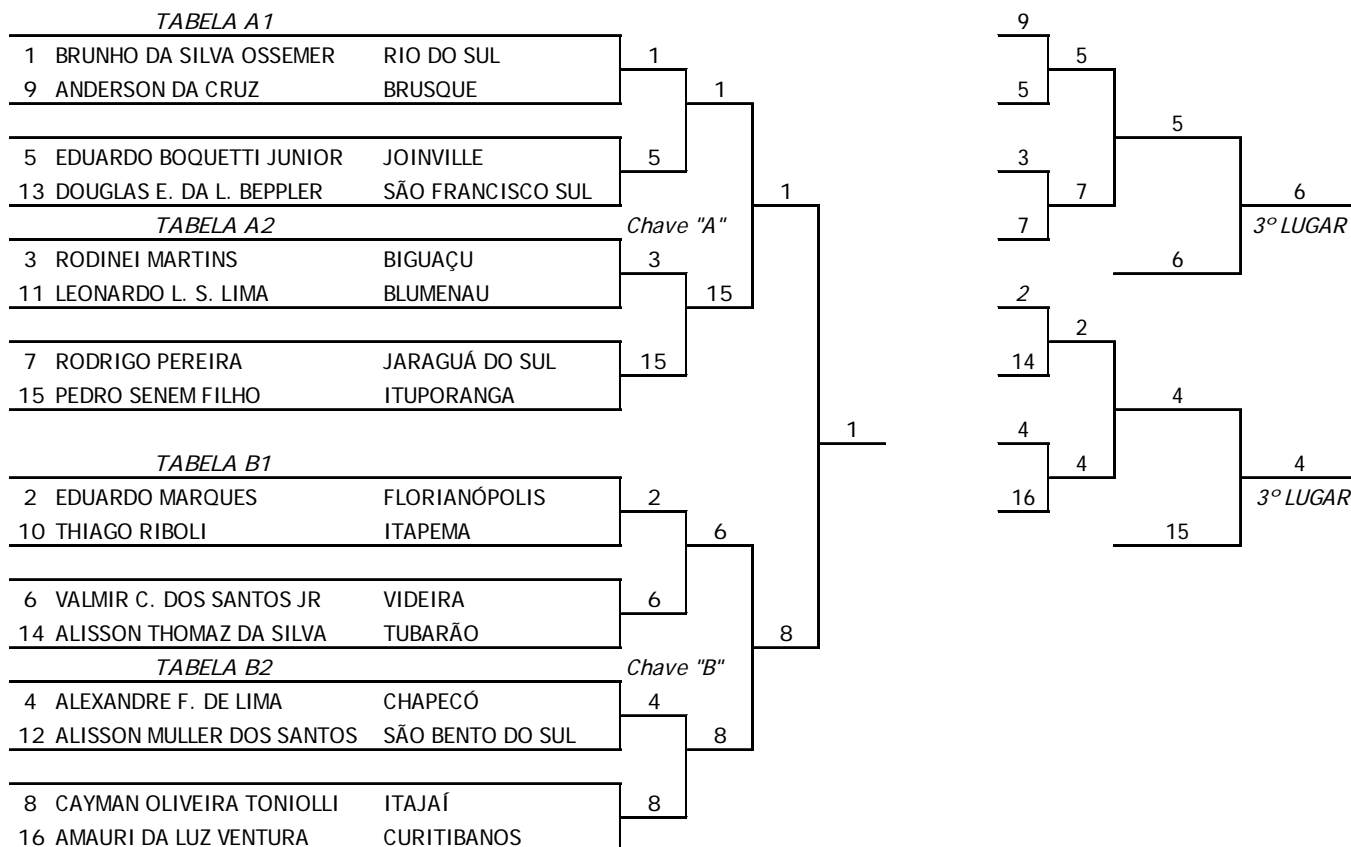 TABELA A1
9
1 BRUNHO DA SILVA OSSEMER RIO DO SUL 1 5
9 ANDERSON DA CRUZ BRUSQUE 1 5
5
5 EDUARDO BOQUETTI JUNIOR JOINVILLE 5 3
13 DOUGLAS E. DA L. BEPPLER SÃO FRANCISCO SUL 1 7 6
TABELA A2 Chave "A" 7 3º LUGAR
3 RODINEI MARTINS BIGUAÇU 3 6
11 LEONARDO L. S. LIMA BLUMENAU 15 2
2
7 RODRIGO PEREIRA JARAGUÁ DO SUL 15 14
15 PEDRO SENEM FILHO ITUPORANGA 4
1 4
TABELA B1 4 4
2 EDUARDO MARQUES FLORIANÓPOLIS 2 16 3º LUGAR
10 THIAGO RIBOLI ITAPEMA 6 15
6 VALMIR C. DOS SANTOS JR VIDEIRA 6
14 ALISSON THOMAZ DA SILVA TUBARÃO 8
TABELA B2 Chave "B"
4 ALEXANDRE F. DE LIMA CHAPECÓ 4
12 ALISSON MULLER DOS SANTOS SÃO BENTO DO SUL 8
8 CAYMAN OLIVEIRA TONIOLLI ITAJAÍ 8
16 AMAURI DA LUZ VENTURA CURITIBANOS